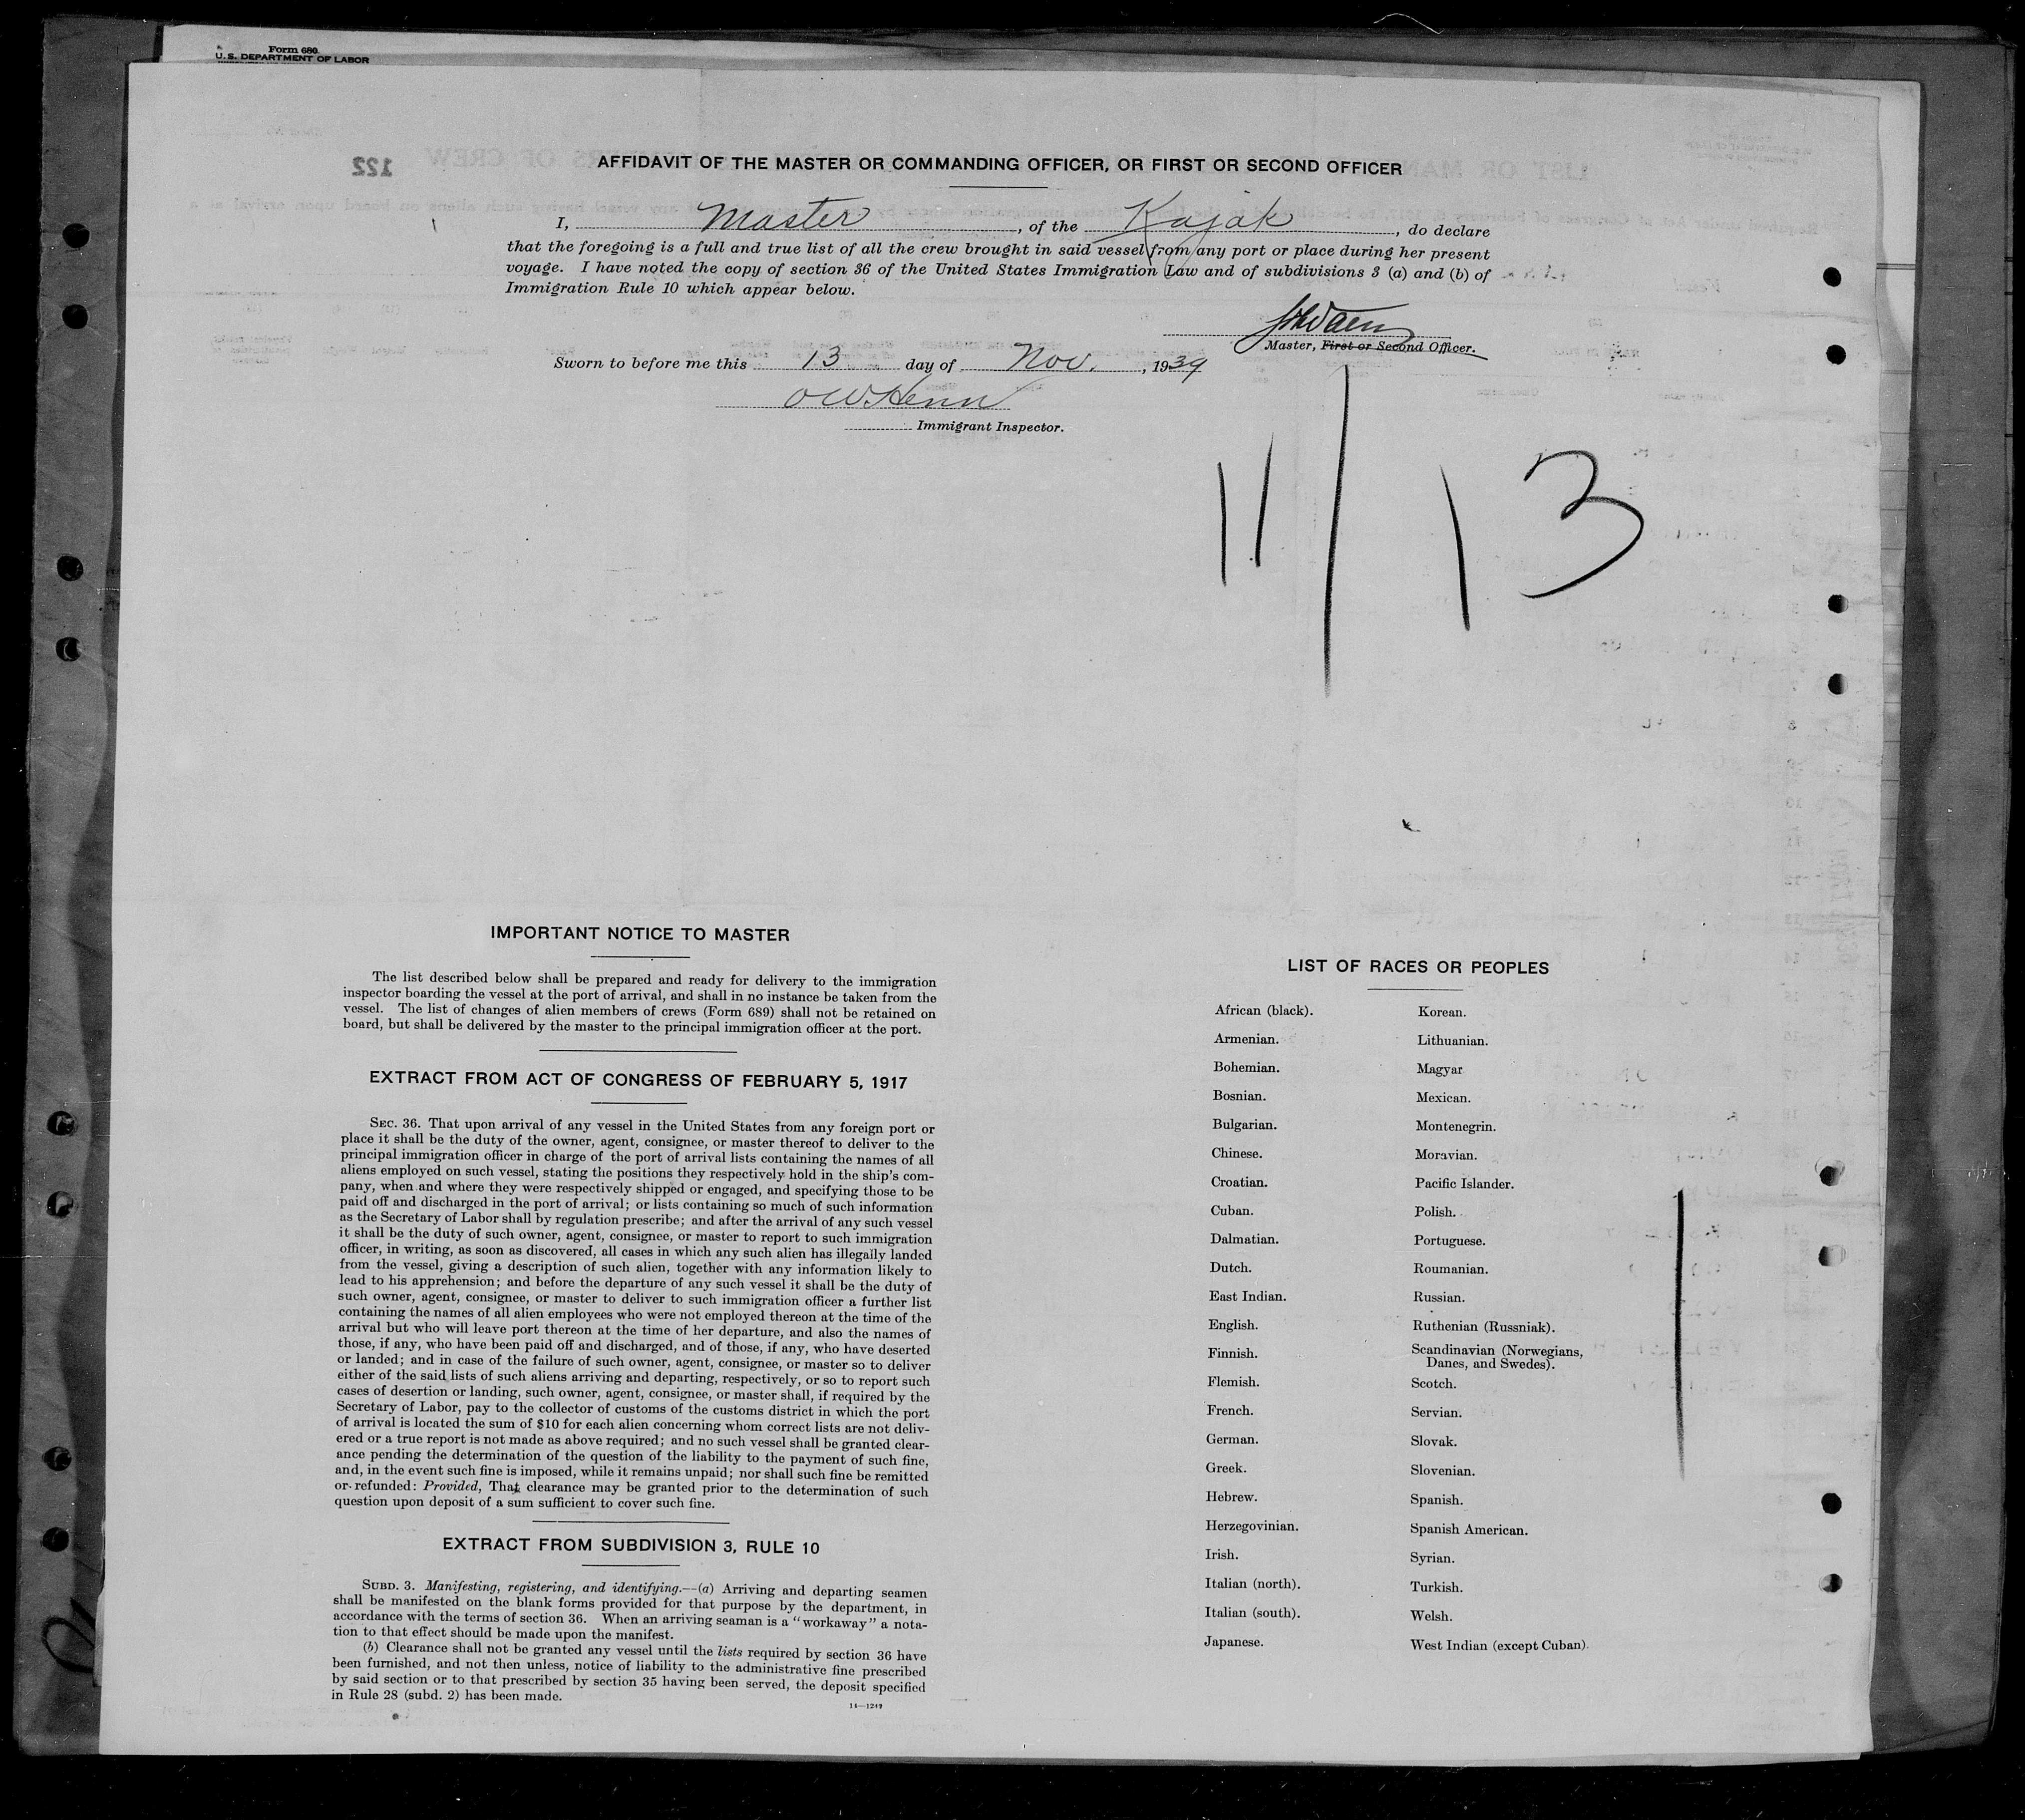 Form 680
U. S. DEPARTMENT OF LABOR
122
AFFIDAVIT OF THE MASTER OR COMMANDING OFFICER, OR FIRST OR SECOND OFFICER
I, Master, of the Kajak, do declare
that the foregoing is a full and true list of all the crew brought in said vessel from any port or place during her present
voyage. I have noted the copy of section 36 of the United States Immigration Law and of subdivisions 3 (a) and (b) of
Immigration Rule 10 which appear below.
Master, First or Second Officer.
Sworn to before me this 13 day of Nov., 1939
O W Henn
Immigrant Inspector.
11/13
IMPORTANT NOTICE TO MASTER
The list described below shall be prepared and ready for delivery to the immigration
inspector boarding the vessel at the port of arrival, and shall in no instance be taken from the
vessel. The list of changes of alien members of crews (Form 689) shall not be retained on
board, but shall be delivered by the master to the principal immigration officer at the port.
EXTRACT FROM ACT OF CONGRESS OF FEBRUARY 5, 1917
SEC. 36. That upon arrival of any vessel in the United States from any foreign port or
place it shall be the duty of the owner, agent, consignee, or master thereof to deliver to the
principal immigration officer in charge of the port of arrival lists containing the names of all
aliens employed on such vessel, stating the positions they respectively hold in the ship's com-
pany, when and where they were respectively shipped or engaged, and specifying those to be
paid off and discharged in the port of arrival; or lists containing so much of such information
as the Secretary of Labor shall by regulation prescribe; and after the arrival of any such vessel
it shall be the duty of such owner, agent, consignee, or master to report to such immigration
officer, in writing, as soon as discovered, all cases in which any such alien has illegally landed
from the vessel, giving a description of such alien, together with any information likely to
lead to his apprehension; and before the departure of any such vessel it shall be the duty of
such owner, agent, consignee, or master to deliver to such immigration officer a further list
containing the names of all alien employees who were not employed thereon at the time of the
arrival but who will leave port thereon at the time of her departure, and also the names of
those, if any, who have been paid off and discharged, and of those, if any, who have deserted
or landed; and in case of the failure of such owner, agent, consignee, or master so to deliver
either of the said lists of such aliens arriving and departing, respectively, or so to report such
cases of desertion or landing, such owner, agent, consignee, or master shall, if required by the
Secretary of Labor, pay to the collector of customs of the customs district in which the port
of arrival is located the sum of $10 for each alien concerning whom correct lists are not deliv-
ered or a true report is not made as above required; and no such vessel shall be granted clear-
ance pending the determination of the question of the liability to the payment of such fine,
and, in the event such fine is imposed, while it remains unpaid; nor shall such fine be remitted
or refunded: Provided, That clearance may be granted prior to the determination of such
question upon deposit of a sum sufficient to cover such fine.
EXTRACT FROM SUBDIVISION 3, RULE 10
SUBD. 3. Manifesting, registering, and identifying.—(a) Arriving and departing seamen
shall be manifested on the blank forms provided for that purpose by the department, in
accordance with the terms of section 36. When an arriving seaman is a "workaway" a nota-
tion to that effect should be made upon the manifest.
(b) Clearance shall not be granted any vessel until the lists required by section 36 have
been furnished, and not then unless, notice of liability to the administrative fine prescribed
by said section or to that prescribed by section 35 having been served, the deposit specified
in Rule 28 (subd. 2) has been made.
14—1249
LIST OF RACES OR PEOPLES
African (black).
Armenian.
Bohemian.
Bosnian.
Bulgarian.
Chinese.
Croatian.
Cuban.
Dalmatian.
Dutch.
East Indian.
English.
Finnish.
Flemish.
French.
German.
Greek.
Hebrew.
Herzegovinian.
Irish.
Italian (north).
Italian (south).
Japanese.
Korean.
Lithuanian.
Magyar
Mexican.
Montenegrin.
Moravian.
Pacific Islander.
Polish.
Portuguese.
Roumanian.
Russian.
Ruthenian (Russniak).
Scandinavian (Norwegians,
Danes, and Swedes).
Scotch.
Servian.
Slovak.
Slovenian.
Spanish.
Spanish American.
Syrian.
Turkish.
Welsh.
West Indian (except Cuban).